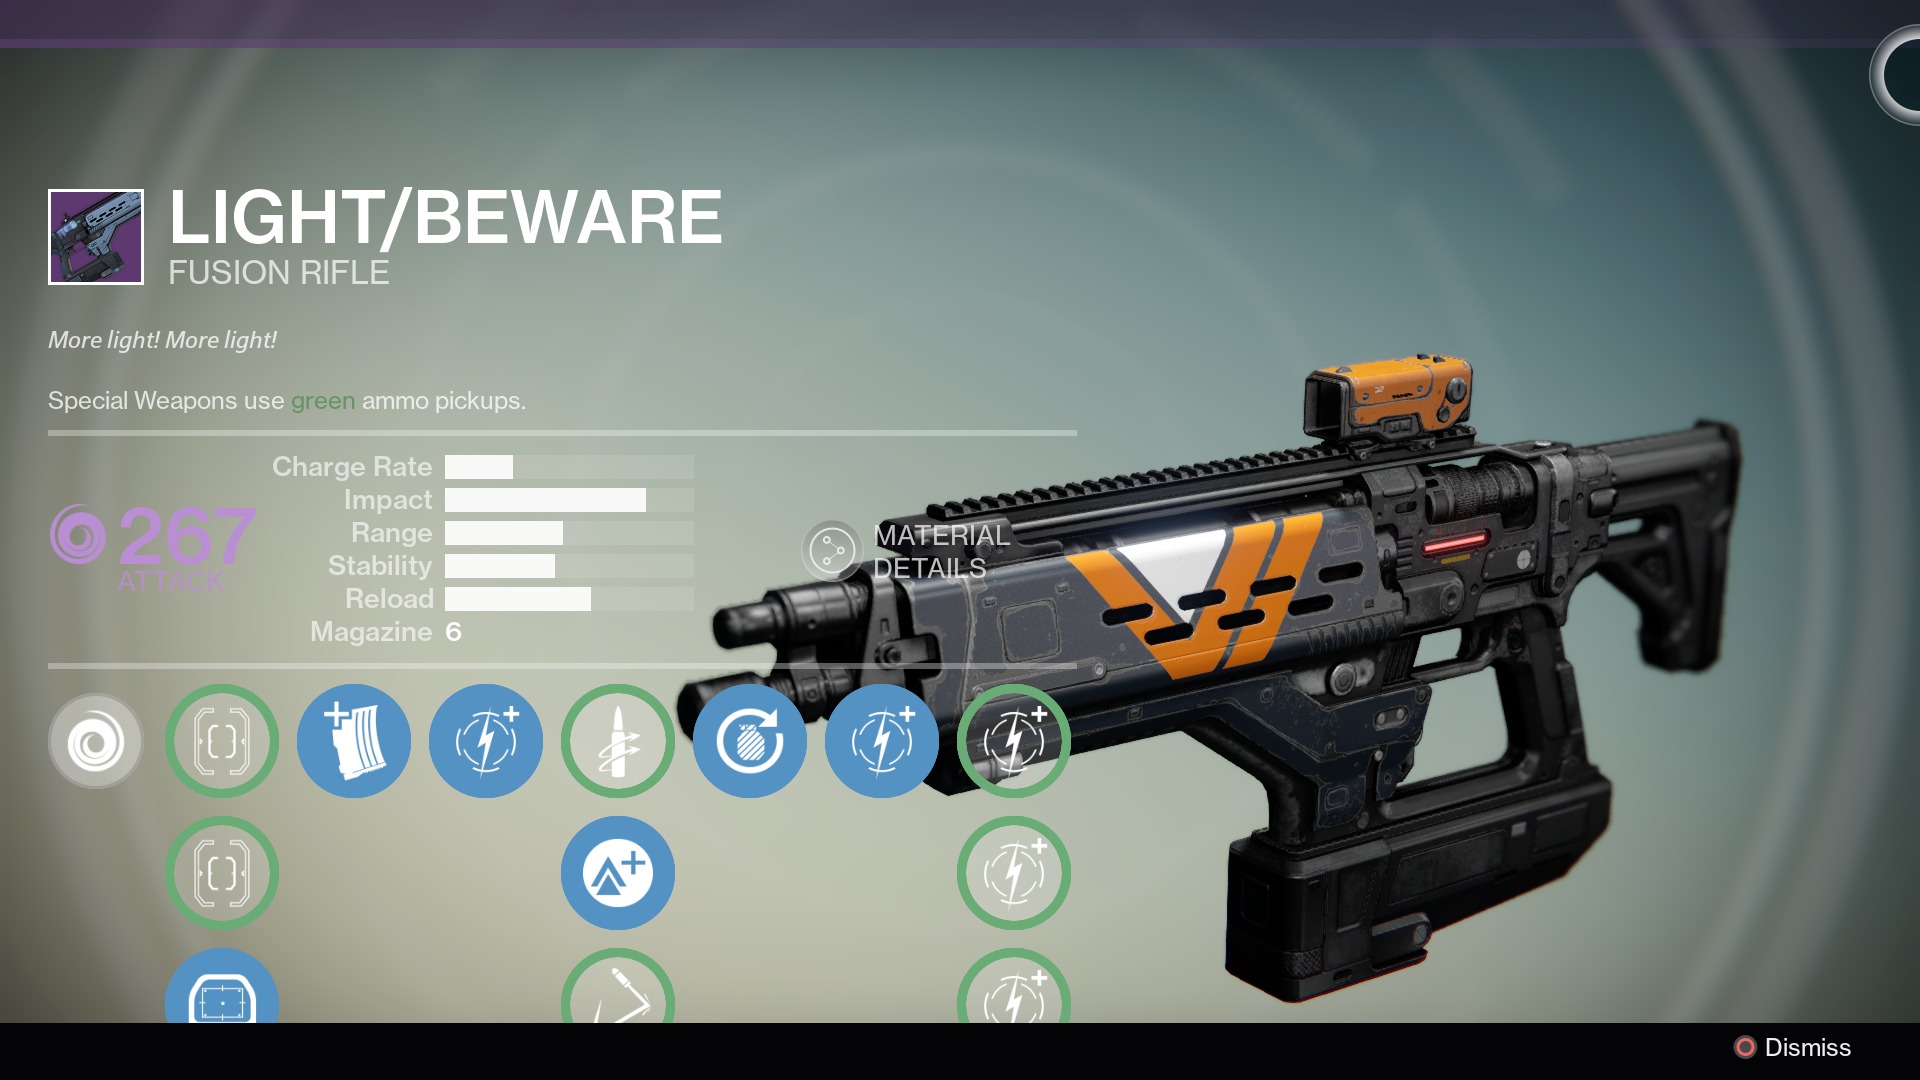 LIGHT/BEWARE
FUSION RIFLE
More light! More light!
Special Weapons use green ammo pickups.
267
ATTACK
Charge Rate
Impact
Range
Stability
Reload
Magazine 6
MATERIAL
DETAILS
Dismiss